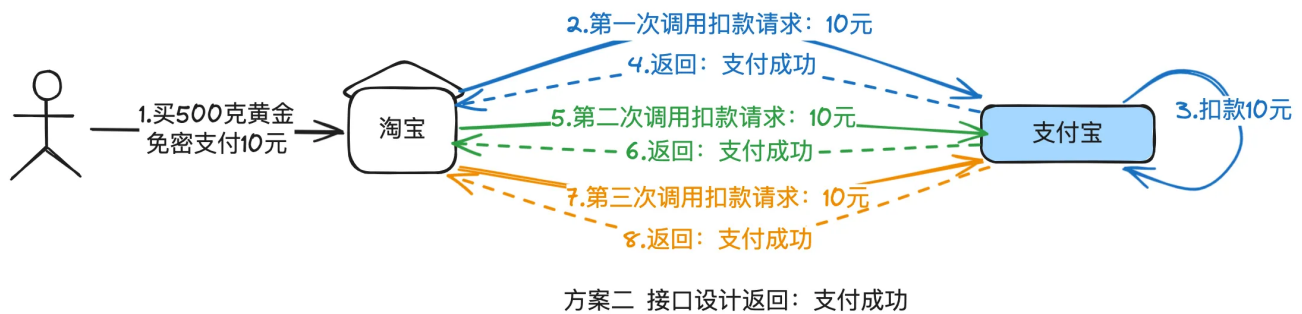 2.第一次调用扣款请求：10元
4.返回：支付成功
1.买500克黄金
免密支付10元
淘宝
5.第二次调用扣款请求：10元
6.返回：支付成功
支付宝
3.扣款10元
7.第三次调用扣款请求：10元
8.返回：支付成功
方案二 接口设计返回：支付成功